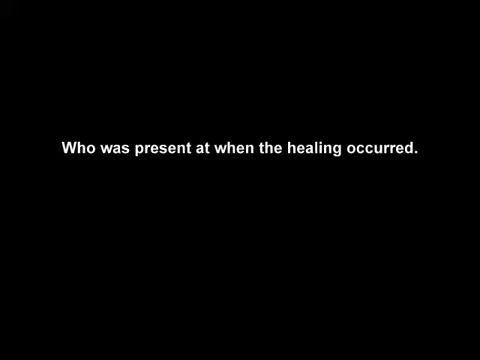 Who was present at when the healing occurred.